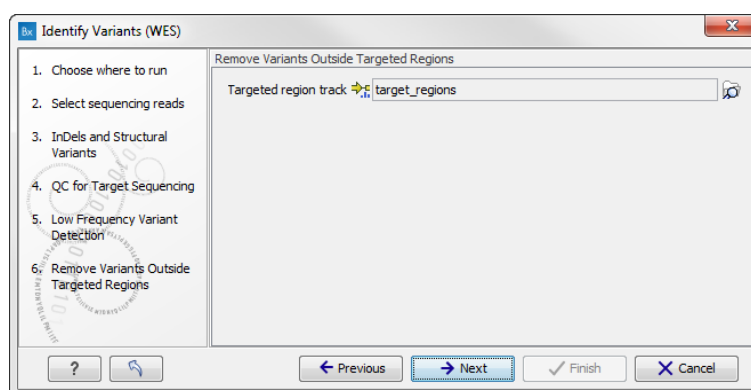 Bx Identify Variants (WES)
X
1. Choose where to run
2. Select sequencing reads
3. InDels and Structural
Variants
4. QC for Target Sequencing
5. Low Frequency Variant
Detection
6. Remove Variants Outside
Targeted Regions
Remove Variants Outside Targeted Regions
Targeted region track target_regions
? Previous Next Finish Cancel